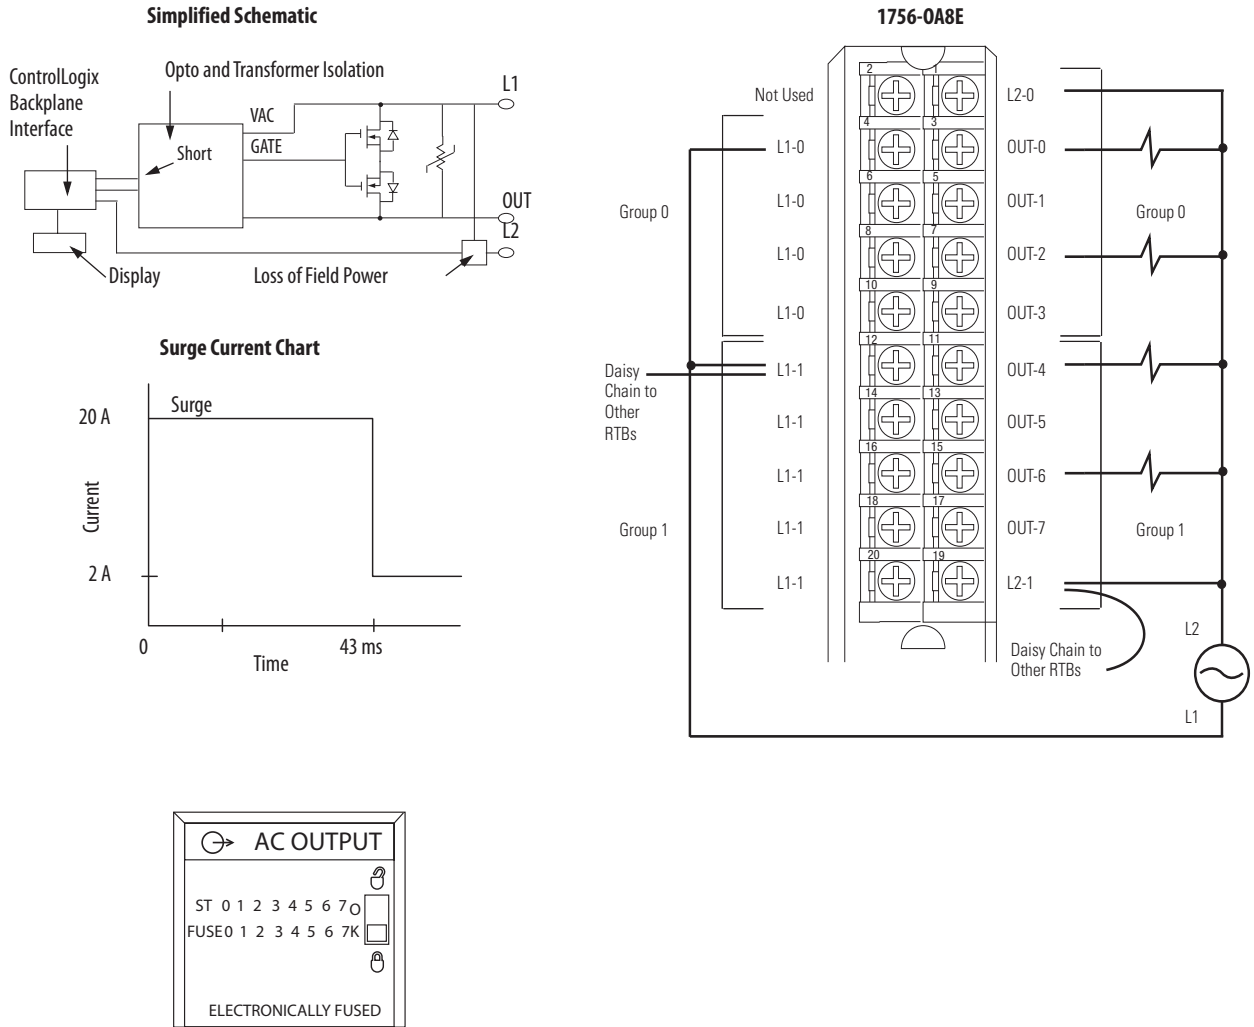 Simplified Schematic
ControlLogix
Backplane
Interface
Opto and Transformer Isolation
L1
VAC
GATE
Short
OUT
L2
Display
Loss of Field Power
Surge Current Chart
20 A
Surge
Current
2 A
0
43 ms
Time
AC OUTPUT
ST 0 1 2 3 4 5 6 7 O
FUSE 0 1 2 3 4 5 6 7 K
ELECTRONICALLY FUSED
1756-OA8E
Not Used
2 1
L2-0
L1-0
4 3
OUT-0
L1-0
6 5
OUT-1
Group 0
Group 0
L1-0
8 7
OUT-2
L1-0
10 9
OUT-3
Daisy
Chain to
Other
RTBs
L1-1
12 11
OUT-4
L1-1
14 13
OUT-5
L1-1
16 15
OUT-6
Group 1
L1-1
18 17
OUT-7
Group 1
L1-1
20 19
L2-1
Daisy Chain to
Other RTBs
L2
L1